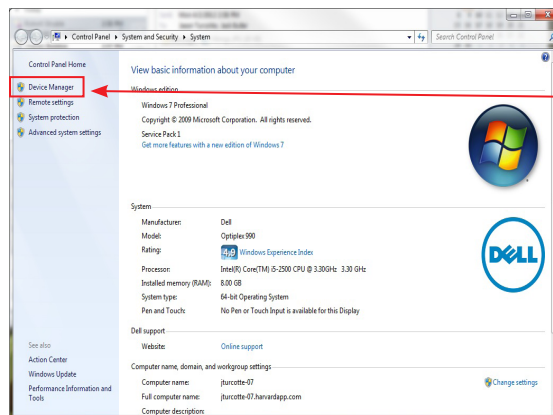 Control Panel ▸ System and Security ▸ System
Search Control Panel
Control Panel Home
Device Manager
Remote settings
System protection
Advanced system settings
View basic information about your computer
Windows edition
Windows 7 Professional
Copyright © 2009 Microsoft Corporation. All rights reserved.
Service Pack 1
Get more features with a new edition of Windows 7
System
Manufacturer: Dell
Model: Optiplex 990
Rating: 4,9 Windows Experience Index
Processor: Intel(R) Core(TM) i5-2500 CPU @ 3.30GHz 3.30 GHz
Installed memory (RAM): 8.00 GB
System type: 64-bit Operating System
Pen and Touch: No Pen or Touch Input is available for this Display
DELL
Dell support
Website: Online support
Computer name, domain, and workgroup settings
Computer name: jturcotte-07
Change settings
Full computer name: jturcotte-07.harvardapp.com
Computer description:
See also
Action Center
Windows Update
Performance Information and
Tools